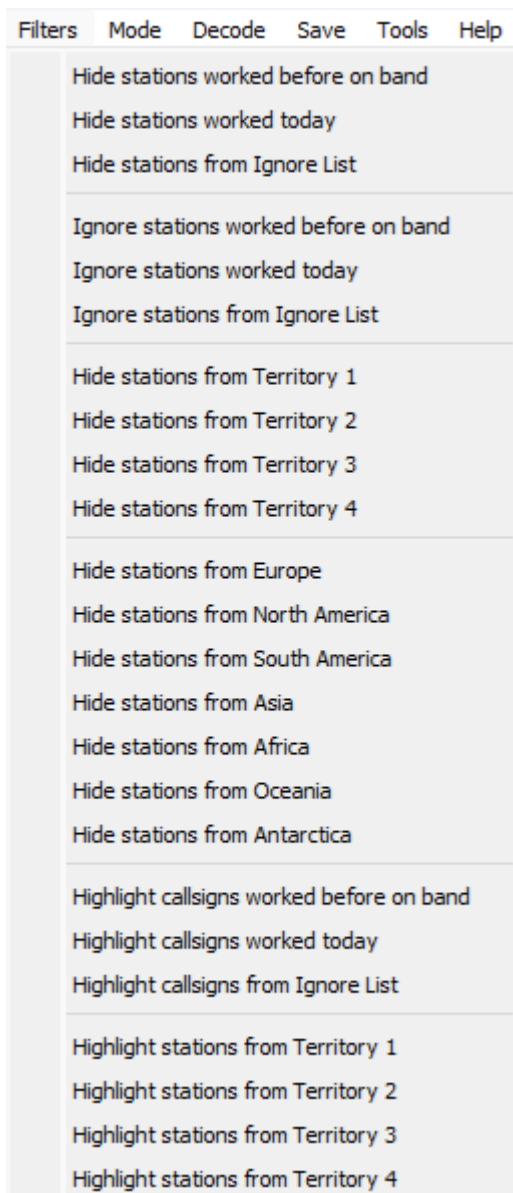 Filters Mode Decode Save Tools Help
Hide stations worked before on band
Hide stations worked today
Hide stations from Ignore List
Ignore stations worked before on band
Ignore stations worked today
Ignore stations from Ignore List
Hide stations from Territory 1
Hide stations from Territory 2
Hide stations from Territory 3
Hide stations from Territory 4
Hide stations from Europe
Hide stations from North America
Hide stations from South America
Hide stations from Asia
Hide stations from Africa
Hide stations from Oceania
Hide stations from Antarctica
Highlight callsigns worked before on band
Highlight callsigns worked today
Highlight callsigns from Ignore List
Highlight stations from Territory 1
Highlight stations from Territory 2
Highlight stations from Territory 3
Highlight stations from Territory 4